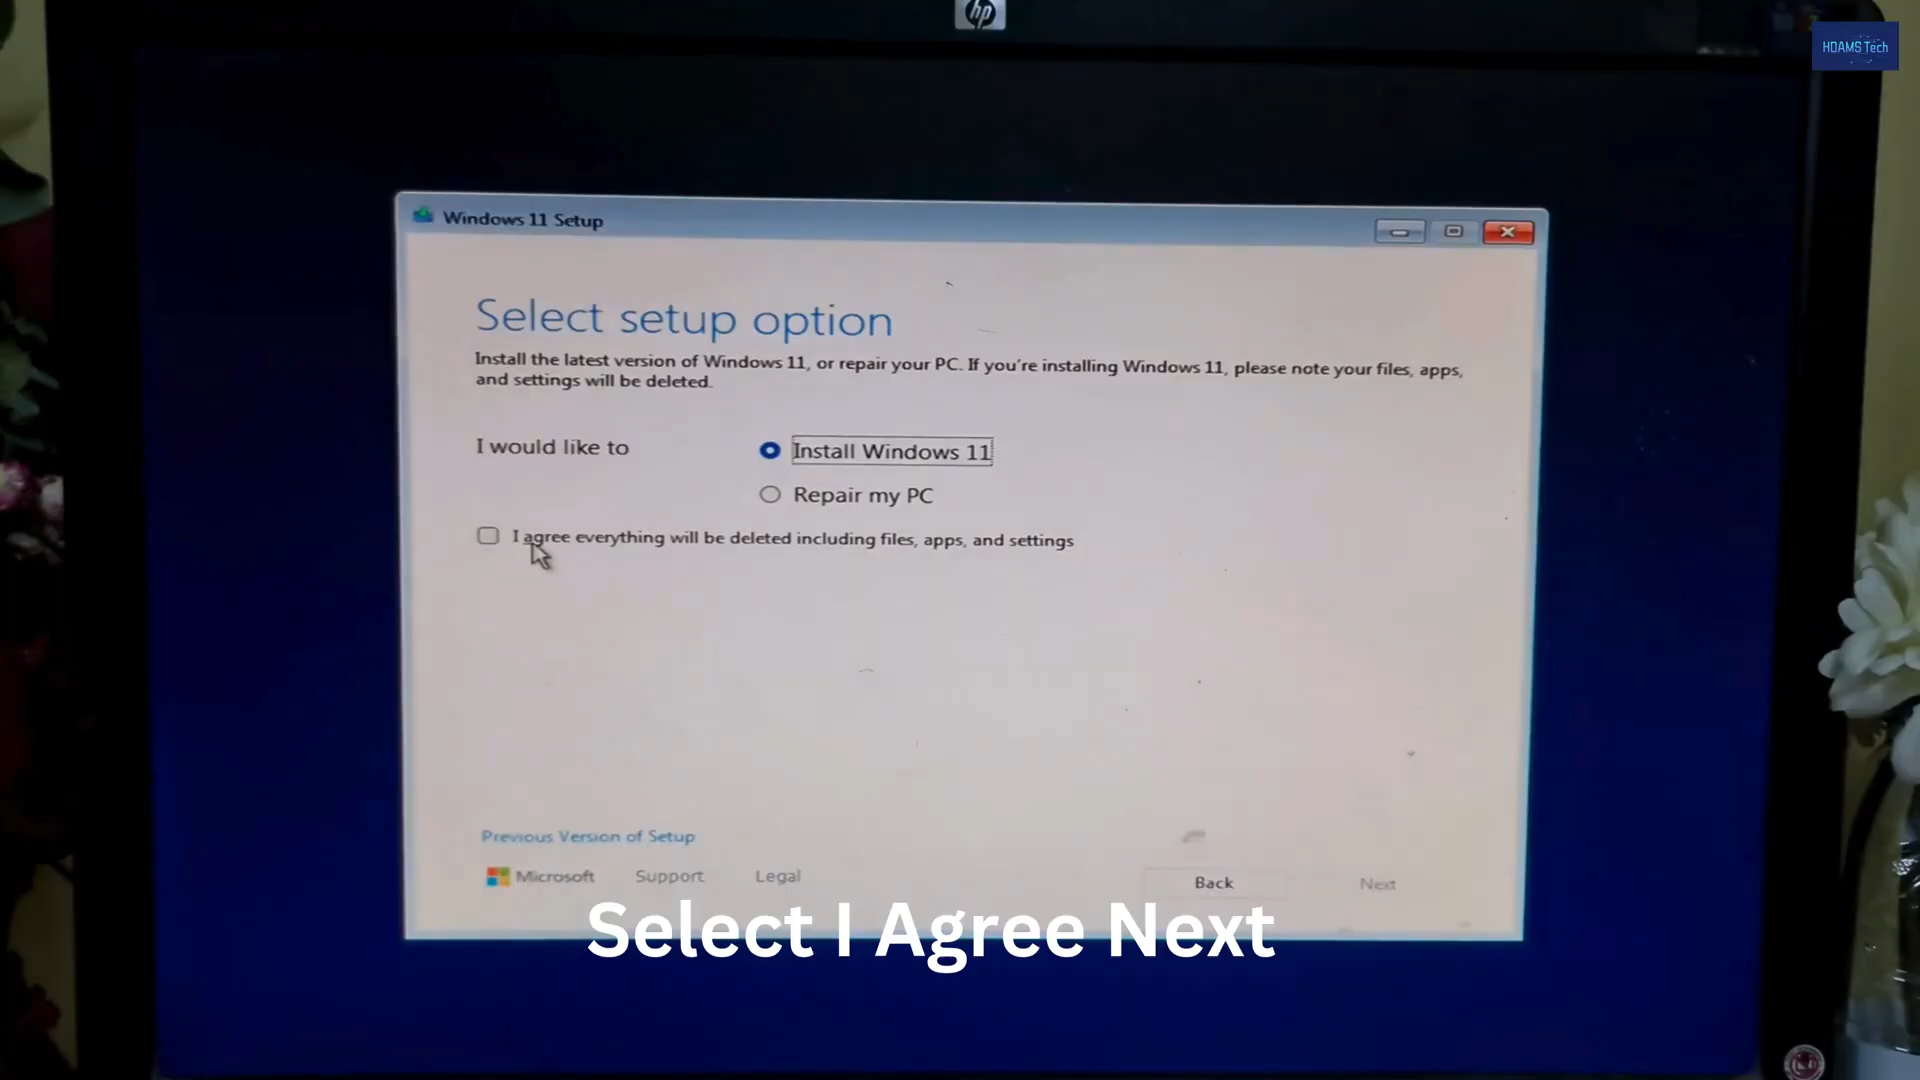 hp
HDAMS Tech
Windows 11 Setup
Select setup option
Install the latest version of Windows 11, or repair your PC. If you're installing Windows 11, please note your files, apps,
and settings will be deleted.
I would like to
Install Windows 11
Repair my PC
I agree everything will be deleted including files, apps, and settings
Previous Version of Setup
Microsoft Support Legal
Back Next
Select I Agree Next